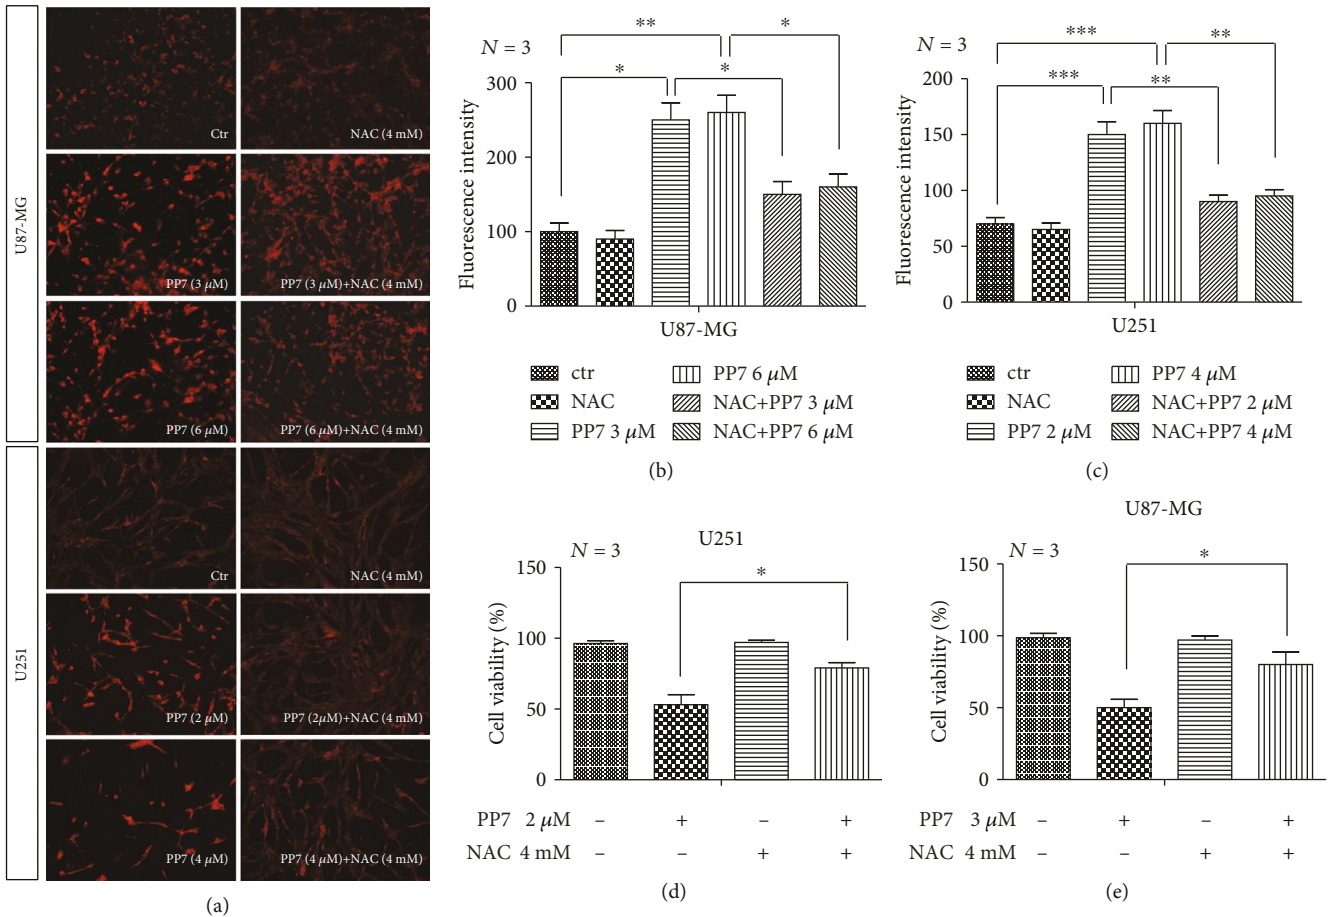 U87-MG
Ctr
NAC (4 mM)
PP7 (3 μM)
PP7 (3 μM)+NAC (4 mM)
PP7 (6 μM)
PP7 (6 μM)+NAC (4 mM)
U251
Ctr
NAC (4 mM)
PP7 (2 μM)
PP7 (2μM)+NAC (4 mM)
PP7 (4 μM)
PP7 (4 μM)+NAC (4 mM)
(a)
N = 3
** *
* *
Fluorescence intensity
300
200
100
0
U87-MG
ctr
NAC
PP7 3 μM
PP7 6 μM
NAC+PP7 3 μM
NAC+PP7 6 μM
(b)
N = 3
*** **
*** **
Fluorescence intensity
200
150
100
50
0
U251
ctr
NAC
PP7 2 μM
PP7 4 μM
NAC+PP7 2 μM
NAC+PP7 4 μM
(c)
U251
N = 3
*
Cell viability (%)
150
100
50
0
PP7 2 μM – + – +
NAC 4 mM – – + +
(d)
U87-MG
N = 3
*
Cell viability (%)
150
100
50
0
PP7 3 μM – + – +
NAC 4 mM – – + +
(e)